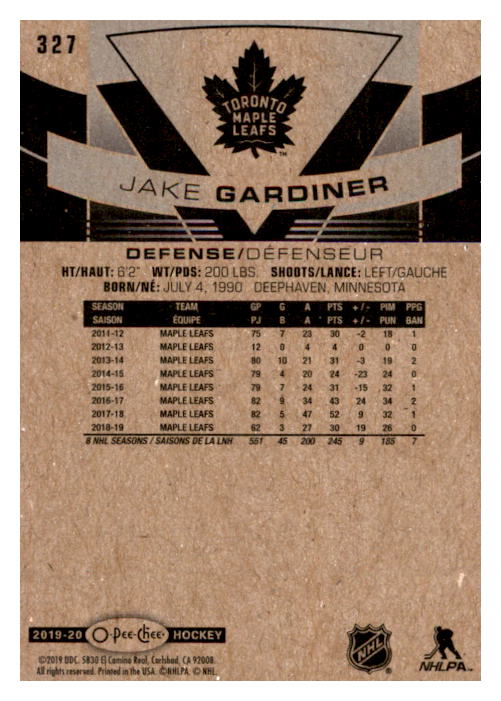 327
TORONTO
MAPLE
LEAFS
™
JAKE GARDINER
DEFENSE/DÉFENSEUR
HT/HAUT: 6'2" WT/PDS: 200 LBS. SHOOTS/LANCE: LEFT/GAUCHE
BORN/NÉ: JULY 4, 1990 DEEPHAVEN, MINNESOTA
SEASON TEAM GP G A PTS +/- PIM PPG
SAISON ÉQUIPE PJ B A PTS +/- PUN BAN
2011-12 MAPLE LEAFS 75 7 23 30 -2 18 1
2012-13 MAPLE LEAFS 12 0 4 4 0 0 0
2013-14 MAPLE LEAFS 80 10 21 31 -3 19 2
2014-15 MAPLE LEAFS 79 4 20 24 -23 24 0
2015-16 MAPLE LEAFS 79 7 24 31 -15 32 1
2016-17 MAPLE LEAFS 82 9 34 43 24 34 2
2017-18 MAPLE LEAFS 82 5 47 52 9 32 1
2018-19 MAPLE LEAFS 62 3 27 30 19 26 0
8 NHL SEASONS / SAISONS DE LA LNH 551 45 200 245 9 185 7
2019-20 O-Pee-Chee HOCKEY
©2019 UDC. 5830 El Camino Real, Carlsbad, CA 92008.
All rights reserved. Printed in the USA. ©NHLPA. © NHL.
NHL ®
NHLPA™